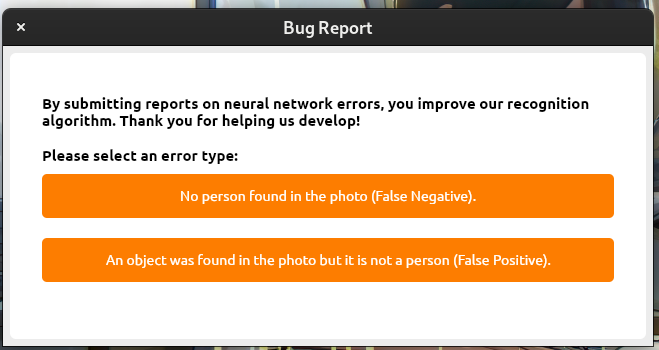 Bug Report
By submitting reports on neural network errors, you improve our recognition
algorithm. Thank you for helping us develop!
Please select an error type:
No person found in the photo (False Negative).
An object was found in the photo but it is not a person (False Positive).